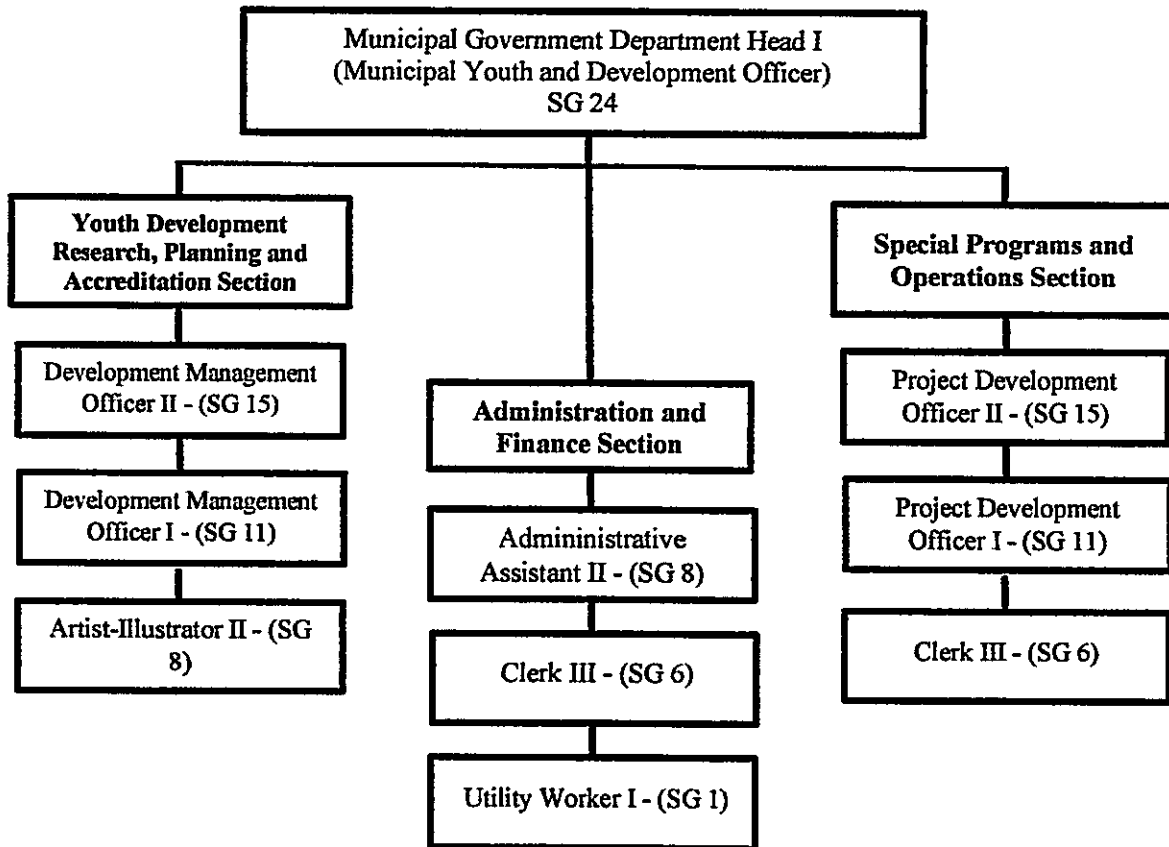 Municipal Government Department Head I
(Municipal Youth and Development Officer)
SG 24
Youth Development
Research, Planning and
Accreditation Section
Development Management
Officer II - (SG 15)
Development Management
Officer I - (SG 11)
Artist-Illustrator II - (SG
8)
Administration and
Finance Section
Admininistrative
Assistant II - (SG 8)
Clerk III - (SG 6)
Utility Worker I - (SG 1)
Special Programs and
Operations Section
Project Development
Officer II - (SG 15)
Project Development
Officer I - (SG 11)
Clerk III - (SG 6)